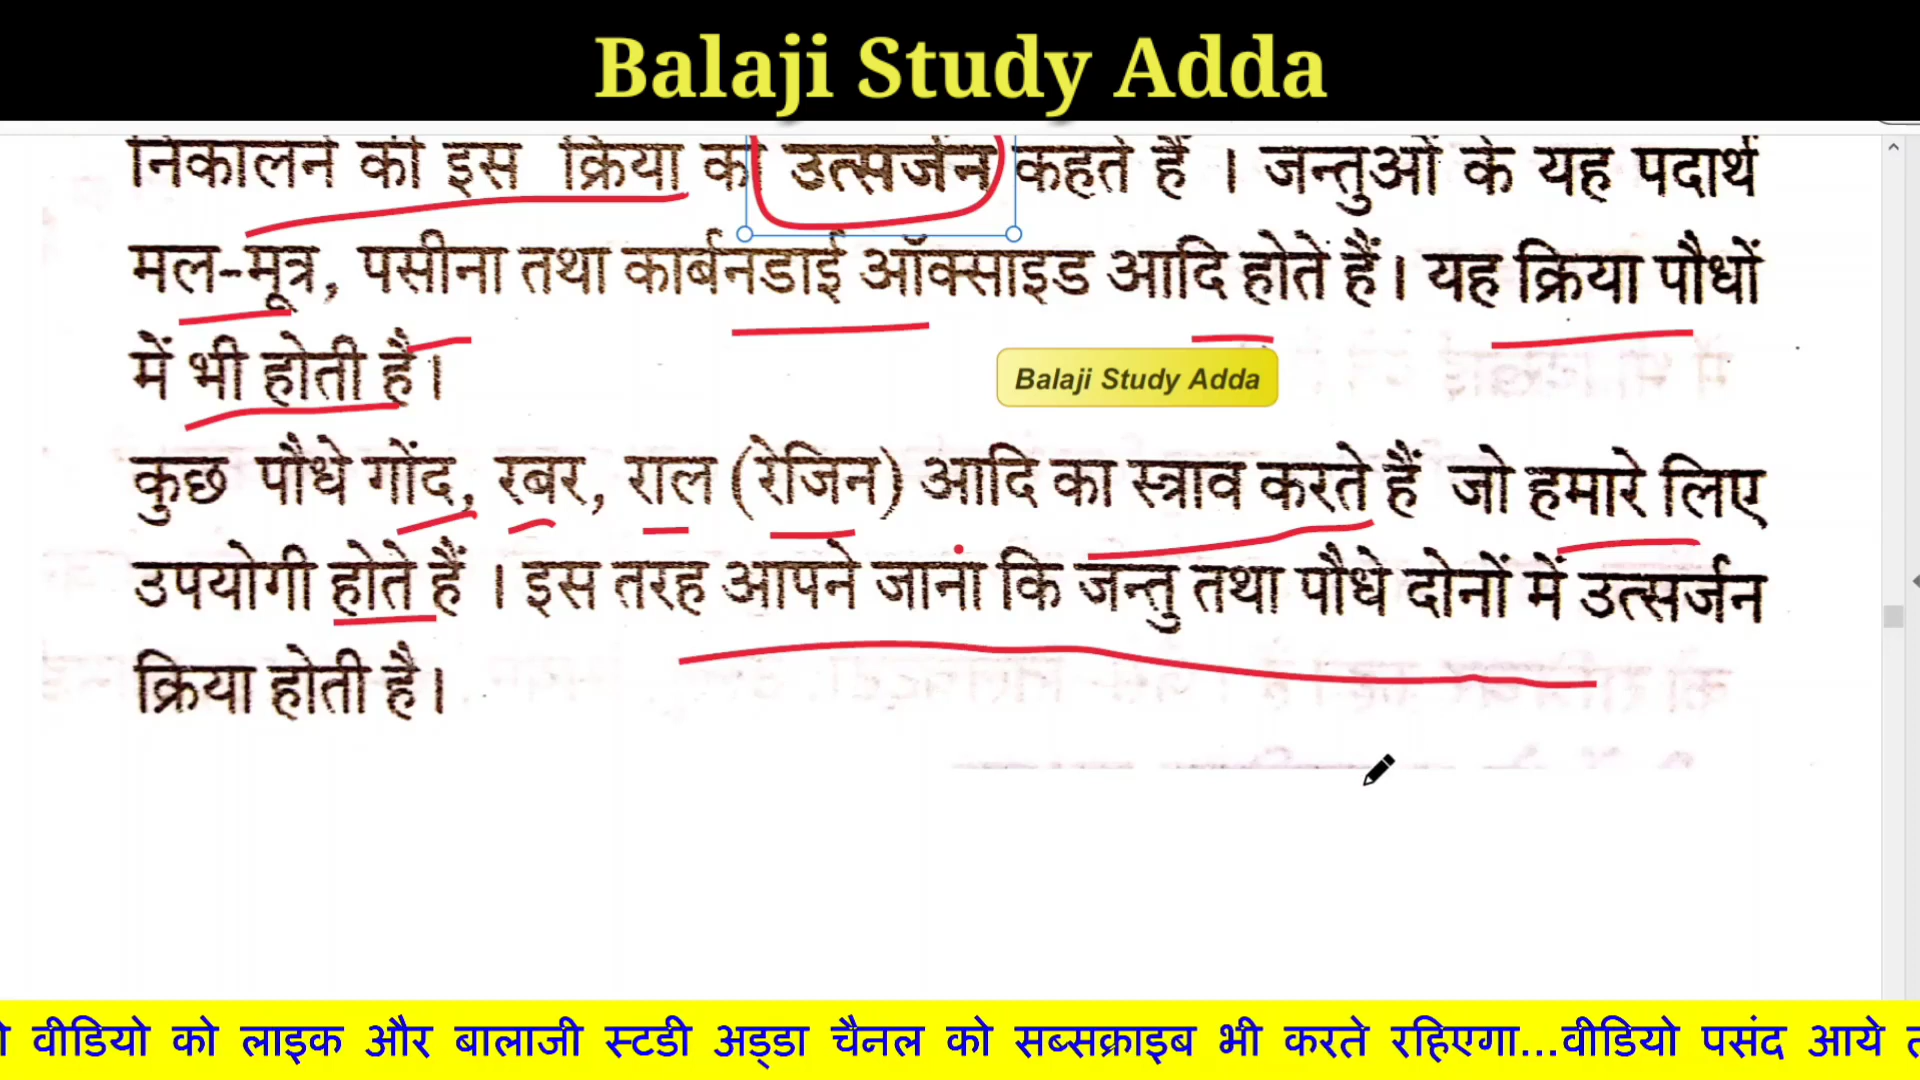 Balaji Study Adda
निकालने की इस क्रिया को उत्सर्जन कहते हैं । जन्तुओं के यह पदार्थ
मल-मूत्र, पसीना तथा कार्बनडाई ऑक्साइड आदि होते हैं। यह क्रिया पौधों
में भी होती है।
Balaji Study Adda
कुछ पौधे गोंद, रबर, राल (रेजिन) आदि का स्त्राव करते हैं जो हमारे लिए
उपयोगी होते हैं । इस तरह आपने जाना कि जन्तु तथा पौधे दोनों में उत्सर्जन
क्रिया होती है।
वीडियो को लाइक और बालाजी स्टडी अड्डा चैनल को सब्सक्राइब भी करते रहिएगा...वीडियो पसंद आये